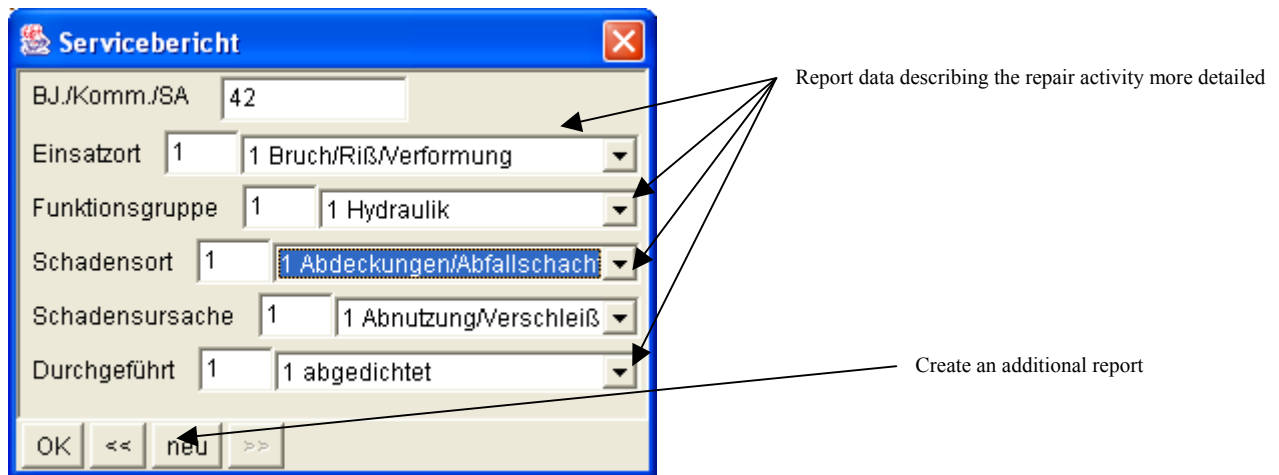 Servicebericht
BJ./Komm./SA 42
Report data describing the repair activity more detailed
Einsatzort 1 1 Bruch/Riß/Verformung
Funktionsgruppe 1 1 Hydraulik
Schadensort 1 1 Abdeckungen/Abfallschach
Schadensursache 1 1 Abnutzung/Verschleiß
Durchgeführt 1 1 abgedichtet
Create an additional report
OK << neu >>